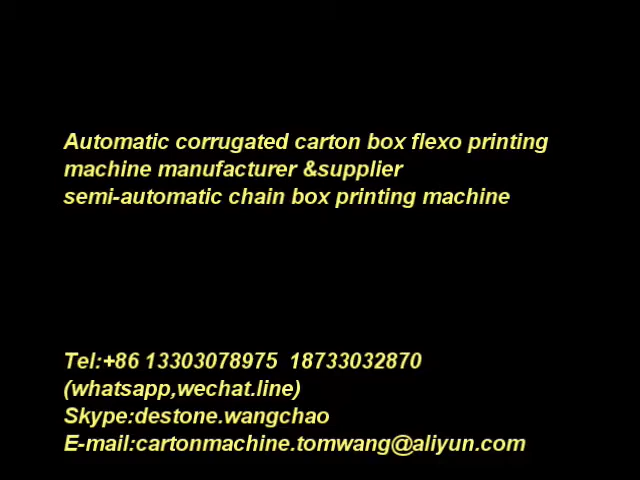 Automatic corrugated carton box flexo printing
machine manufacturer &supplier
semi-automatic chain box printing machine
Tel:+86 13303078975  18733032870
(whatsapp,wechat.line)
Skype:destone.wangchao
E-mail:cartonmachine.tomwang@aliyun.com